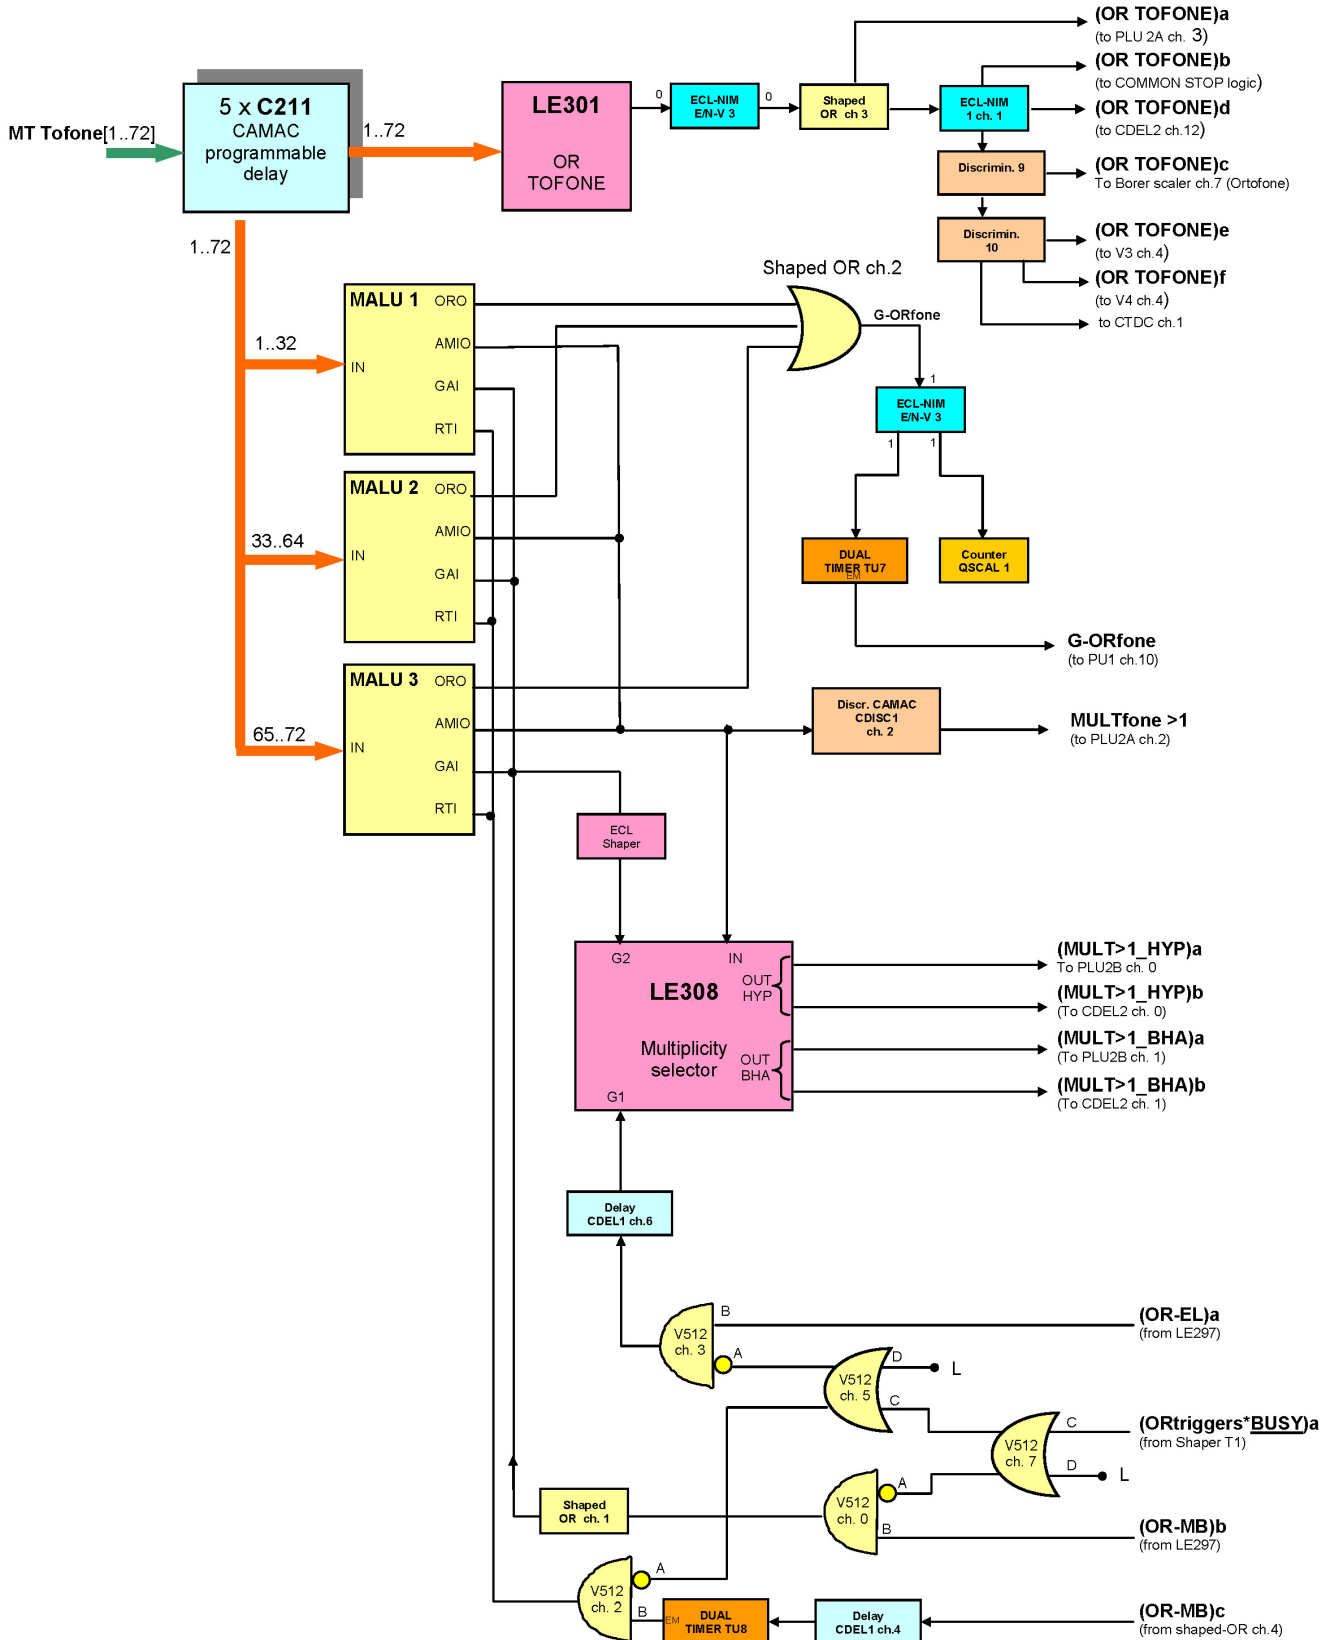 (OR TOFONE)a
(to PLU 2A ch. 3)
(OR TOFONE)b
(to COMMON STOP logic)
(OR TOFONE)d
(to CDEL2 ch.12)
(OR TOFONE)c
To Borer scaler ch.7 (Ortofone)
(OR TOFONE)e
(to V3 ch.4)
(OR TOFONE)f
(to V4 ch.4)
to CTDC ch.1
MT Tofone[1..72]
5 x C211
CAMAC
programmable
delay
1..72
LE301
OR
TOFONE
0
ECL-NIM
E/N-V 3
0
Shaped
OR ch 3
ECL-NIM
1 ch. 1
Discrimin. 9
Discrimin.
10
1..72
Shaped OR ch.2
G-ORfone
MALU 1
ORO
AMIO
GAI
RTI
IN
1..32
1
ECL-NIM
E/N-V 3
1
1
MALU 2
ORO
AMIO
GAI
RTI
IN
33..64
DUAL
TIMER TU7
EM
Counter
QSCAL 1
G-ORfone
(to PU1 ch.10)
MALU 3
ORO
AMIO
GAI
RTI
IN
65..72
Discr. CAMAC
CDISC1
ch. 2
MULTfone >1
(to PLU2A ch.2)
ECL
Shaper
G2
IN
LE308
OUT
HYP
Multiplicity
selector
OUT
BHA
G1
(MULT>1_HYP)a
To PLU2B ch. 0
(MULT>1_HYP)b
(To CDEL2 ch. 0)
(MULT>1_BHA)a
(To PLU2B ch. 1)
(MULT>1_BHA)b
(To CDEL2 ch. 1)
Delay
CDEL1 ch.6
V512
ch. 3
B
A
(OR-EL)a
(from LE297)
V512
ch. 5
D
L
C
V512
ch. 7
C
D
L
(ORtriggers*BUSY)a
(from Shaper T1)
Shaped
OR ch. 1
V512
ch. 0
A
B
(OR-MB)b
(from LE297)
V512
ch. 2
A
B
EM
DUAL
TIMER TU8
Delay
CDEL1 ch.4
(OR-MB)c
(from shaped-OR ch.4)